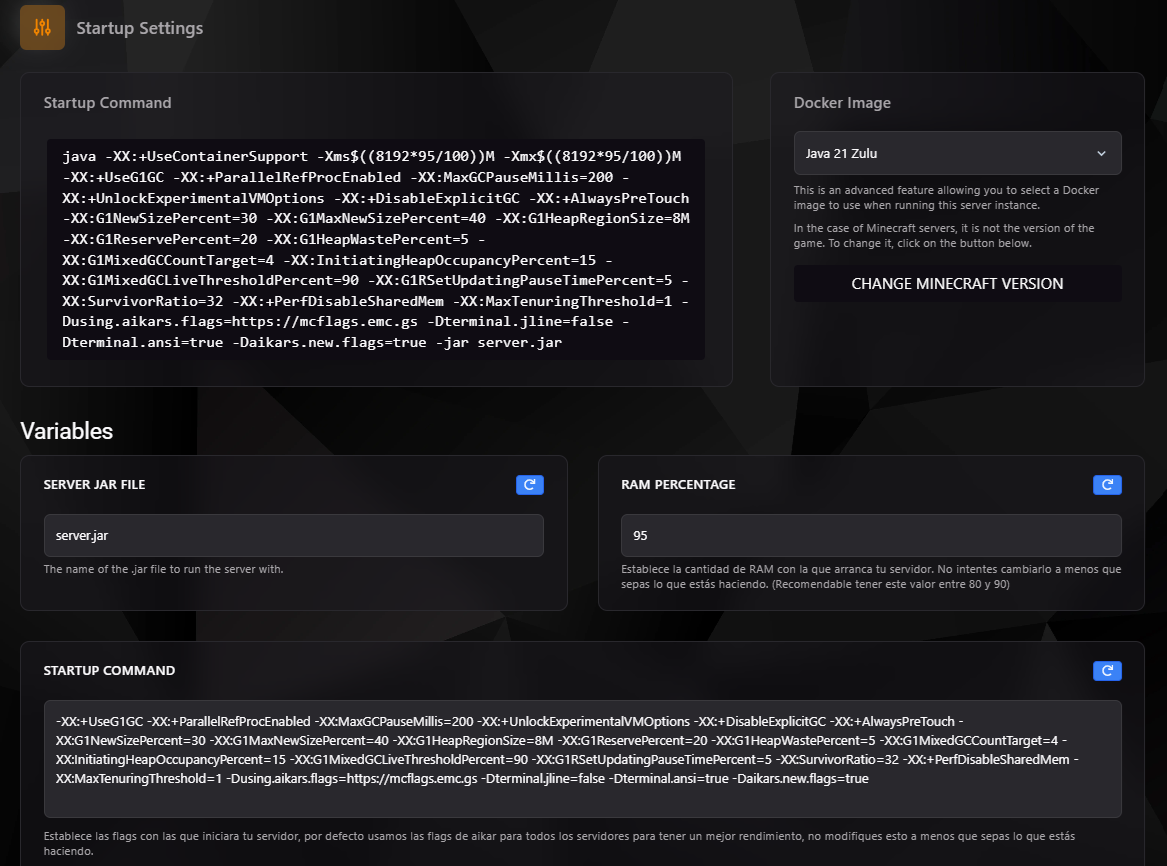 Startup Settings
Startup Command
java -XX:+UseContainerSupport -Xms$((8192*95/100))M -Xmx$((8192*95/100))M
-XX:+UseG1GC -XX:+ParallelRefProcEnabled -XX:MaxGCPauseMillis=200 -
XX:+UnlockExperimentalVMOptions -XX:+DisableExplicitGC -XX:+AlwaysPreTouch
-XX:G1NewSizePercent=30 -XX:G1MaxNewSizePercent=40 -XX:G1HeapRegionSize=8M
-XX:G1ReservePercent=20 -XX:G1HeapWastePercent=5 -
XX:G1MixedGCCountTarget=4 -XX:InitiatingHeapOccupancyPercent=15 -
XX:G1MixedGCLiveThresholdPercent=90 -XX:G1RSetUpdatingPauseTimePercent=5 -
XX:SurvivorRatio=32 -XX:+PerfDisableSharedMem -XX:MaxTenuringThreshold=1 -
Dusing.aikars.flags=https://mcflags.emc.gs -Dterminal.jline=false -
Dterminal.ansi=true -Daikars.new.flags=true -jar server.jar
Docker Image
Java 21 Zulu
This is an advanced feature allowing you to select a Docker
image to use when running this server instance.
In the case of Minecraft servers, it is not the version of the
game. To change it, click on the button below.
CHANGE MINECRAFT VERSION
Variables
SERVER JAR FILE
server.jar
The name of the .jar file to run the server with.
RAM PERCENTAGE
95
Establece la cantidad de RAM con la que arranca tu servidor. No intentes cambiarlo a menos que
sepas lo que estás haciendo. (Recomendable tener este valor entre 80 y 90)
STARTUP COMMAND
-XX:+UseG1GC -XX:+ParallelRefProcEnabled -XX:MaxGCPauseMillis=200 -XX:+UnlockExperimentalVMOptions -XX:+DisableExplicitGC -XX:+AlwaysPreTouch -
XX:G1NewSizePercent=30 -XX:G1MaxNewSizePercent=40 -XX:G1HeapRegionSize=8M -XX:G1ReservePercent=20 -XX:G1HeapWastePercent=5 -XX:G1MixedGCCountTarget=4 -
XX:InitiatingHeapOccupancyPercent=15 -XX:G1MixedGCLiveThresholdPercent=90 -XX:G1RSetUpdatingPauseTimePercent=5 -XX:SurvivorRatio=32 -XX:+PerfDisableSharedMem -
XX:MaxTenuringThreshold=1 -Dusing.aikars.flags=https://mcflags.emc.gs -Dterminal.jline=false -Dterminal.ansi=true -Daikars.new.flags=true
Establece las flags con las que iniciara tu servidor, por defecto usamos las flags de aikar para todos los servidores para tener un mejor rendimiento, no modifiques esto a menos que sepas lo que estás
haciendo.